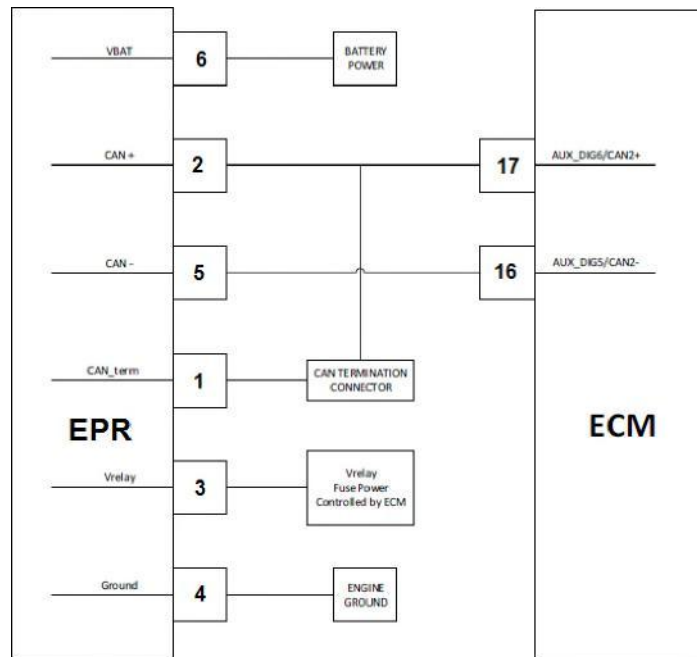 VBAT
6
BATTERY
POWER
CAN +
2
17
AUX_DIG6/CAN2+
CAN -
5
16
AUX_DIG5/CAN2-
CAN_term
1
CAN TERMINATION
CONNECTOR
EPR
ECM
Vrelay
3
Vrelay
Fuse Power
Controlled by ECM
Ground
4
ENGINE
GROUND